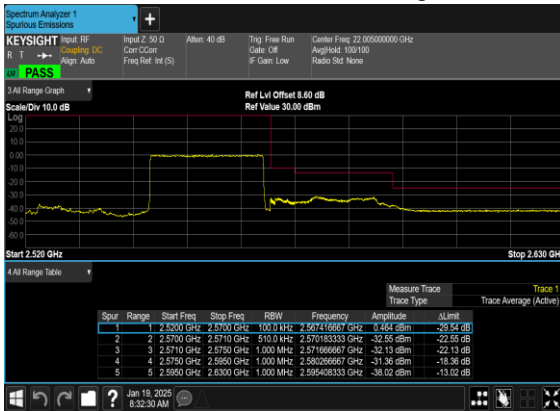 Spectrum Analyzer 1
Spurious Emissions
KEYSIGHT Input: RF Input Z: 50 Ω Atten: 40 dB Trig: Free Run Center Freq: 22.005000000 GHz
R T Coupling: DC Corr CCorr Gate: Off Avg|Hold: 100/100
Align: Auto Freq Ref: Int (S) IF Gain: Low Radio Std: None
PASS
3 All Range Graph
Ref Lvl Offset 8.60 dB
Scale/Div 10.0 dB Ref Value 30.00 dBm
Log
20.0
10.0
0.00
-10.0
-20.0
-30.0
-40.0
-50.0
-60.0
Start 2.520 GHz Stop 2.630 GH
4 All Range Table
Measure Trace Trace 1
Trace Type Trace Average (Active)
Spur Range Start Freq Stop Freq RBW Frequency Amplitude ΔLimit
1 1 2.5200 GHz 2.5700 GHz 100.0 kHz 2.567416667 GHz 0.464 dBm -29.54 dB
2 2 2.5700 GHz 2.5710 GHz 510.0 kHz 2.570183333 GHz -32.55 dBm -22.55 dB
3 3 2.5710 GHz 2.5750 GHz 1.000 MHz 2.571666667 GHz -32.13 dBm -22.13 dB
4 4 2.5750 GHz 2.5950 GHz 1.000 MHz 2.580266667 GHz -31.36 dBm -18.36 dB
5 5 2.5950 GHz 2.6300 GHz 1.000 MHz 2.595408333 GHz -38.02 dBm -13.02 dB
Jan 19, 2025
8:32:30 AM